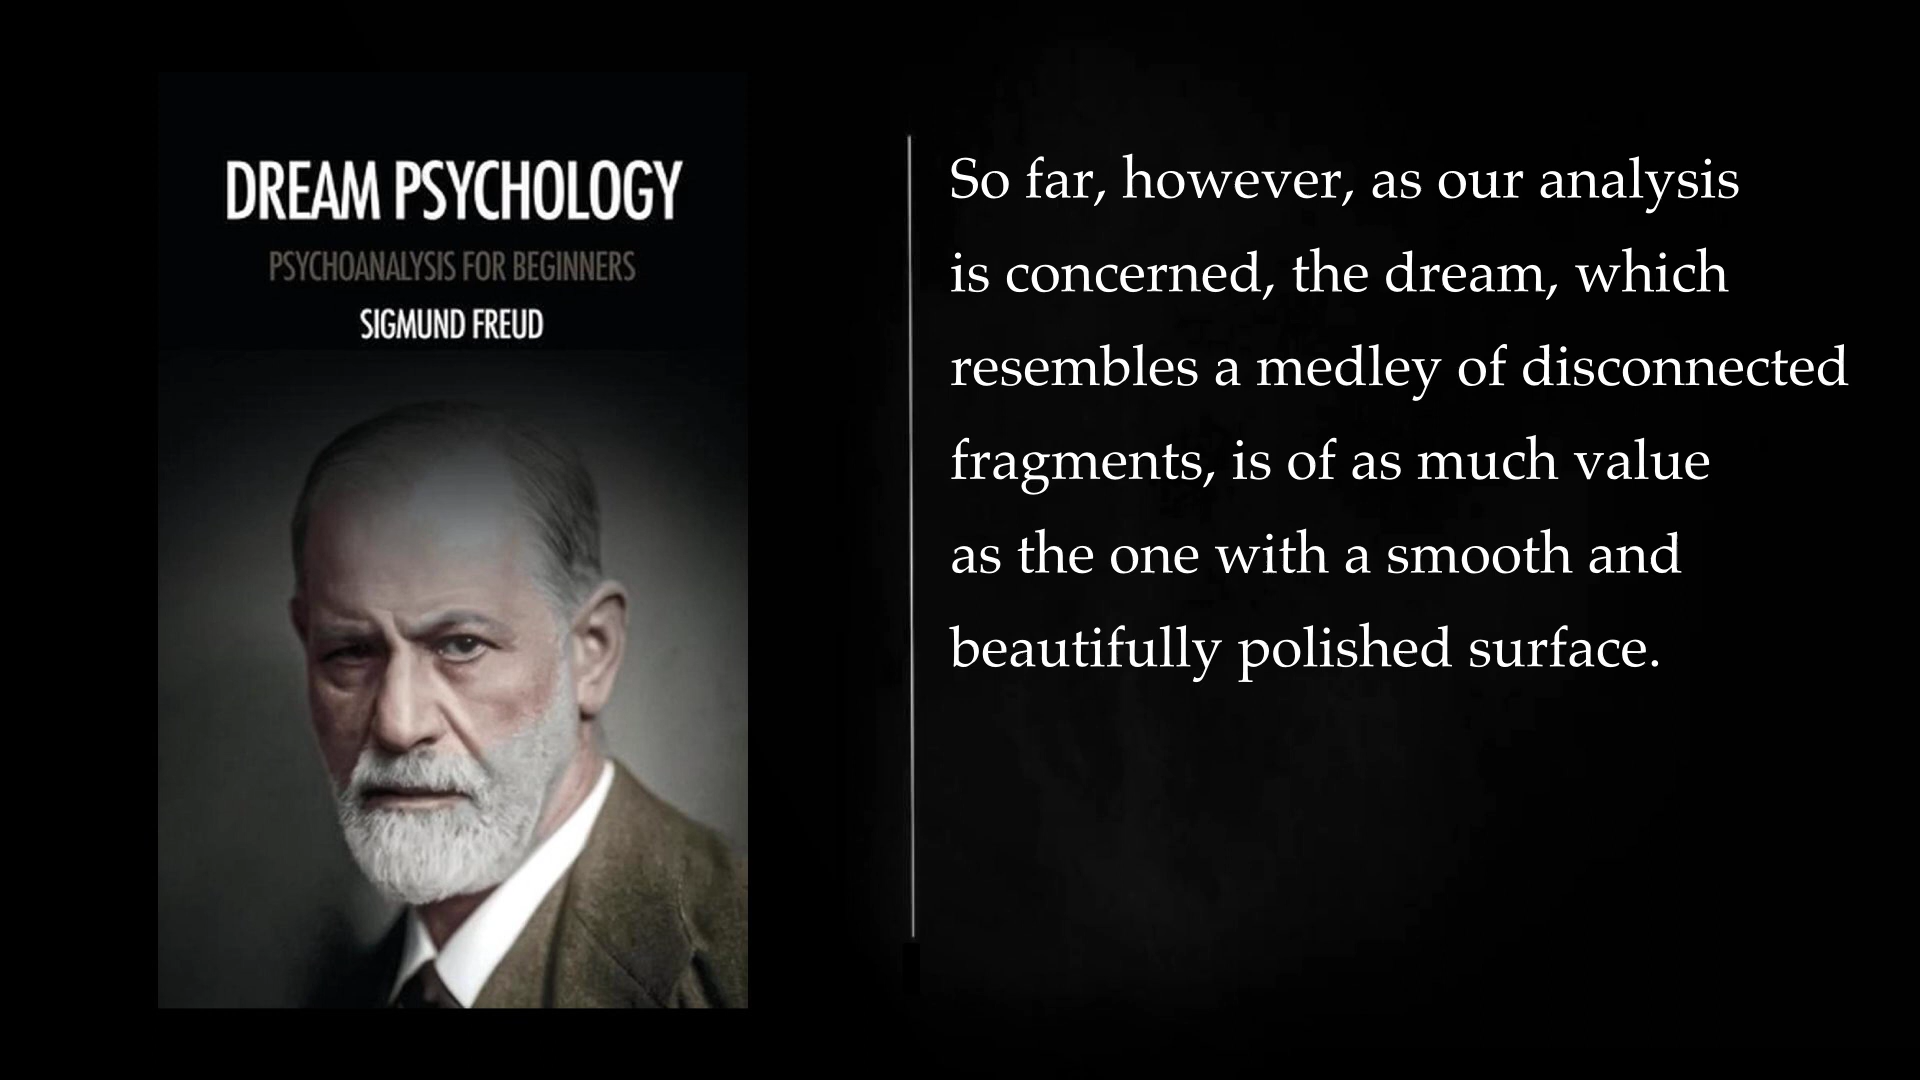 DREAM PSYCHOLOGY
PSYCHOANALYSIS FOR BEGINNERS
SIGMUND FREUD
So far, however, as our analysis
is concerned, the dream, which
resembles a medley of disconnected
fragments, is of as much value
as the one with a smooth and
beautifully polished surface.